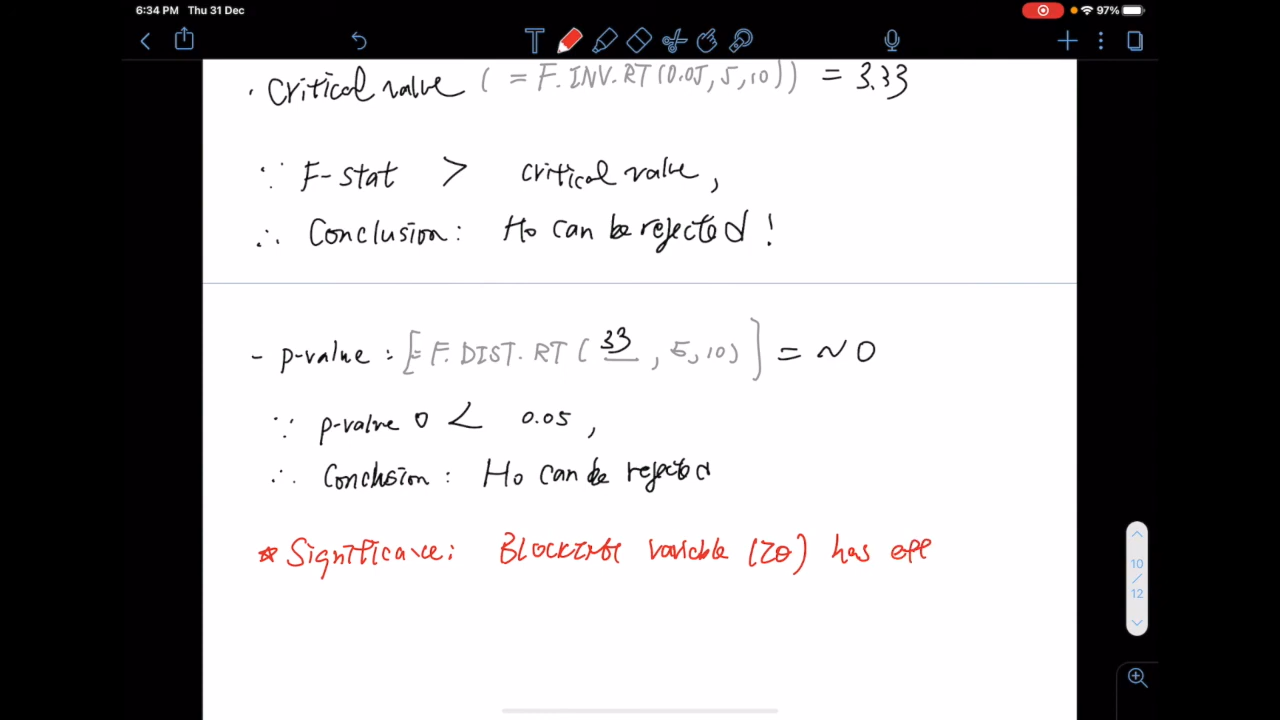 6:34 PM Thu 31 Dec 97%
T
· Critical value ( = F.INV.RT(0.05, 5, 10)) = 3.33
∵ F-stat > critical value,
∴ Conclusion: Ho can be rejected!
- p-value: [= F.DIST.RT( 33 , 5, 10) ] = ~ 0
∵ p-value 0 < 0.05,
∴ Conclusion: Ho can be rejected
* Significance: variable has eff
10
/
12